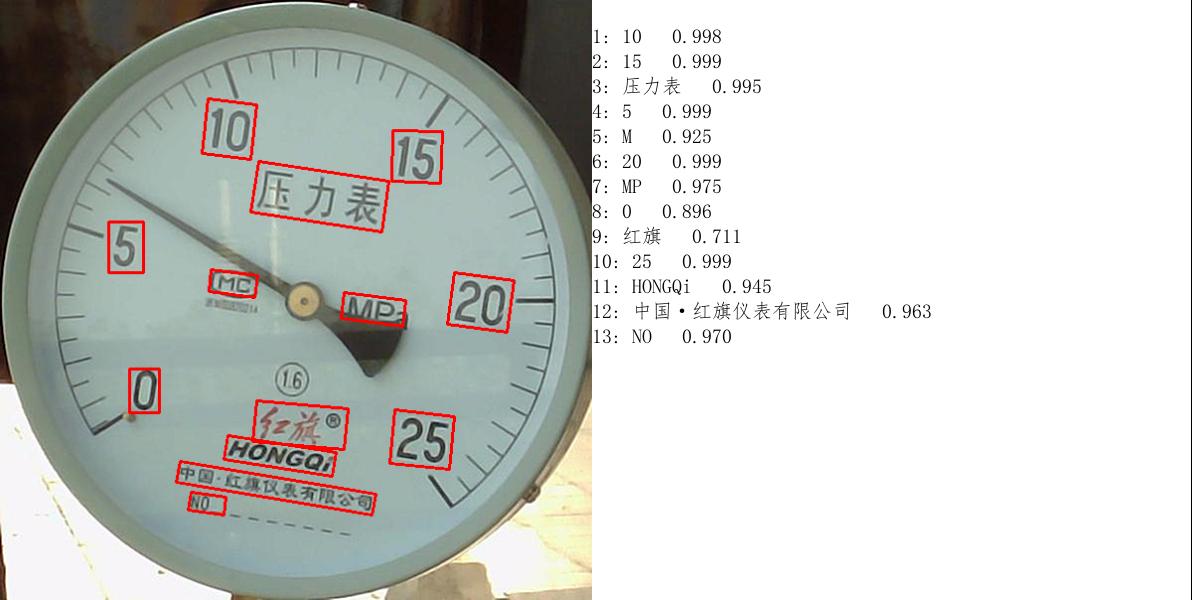 10
15
压力表
5
MC
MPa
20
0
1.6
红旗®
25
HONGQi
中国·红旗仪表有限公司
NO
1: 10 0.998
2: 15 0.999
3: 压力表 0.995
4: 5 0.999
5: M 0.925
6: 20 0.999
7: MP 0.975
8: 0 0.896
9: 红旗 0.711
10: 25 0.999
11: HONGQi 0.945
12: 中国·红旗仪表有限公司 0.963
13: NO 0.970